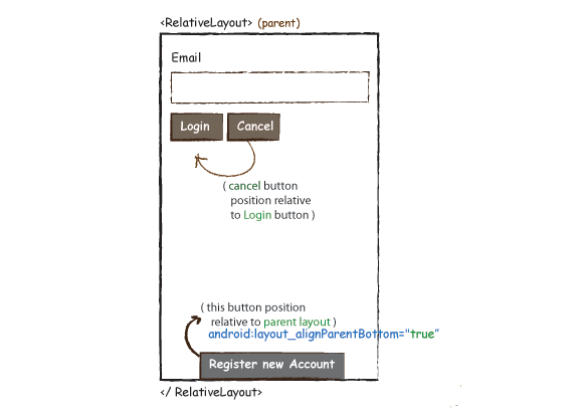 <RelativeLayout> (parent)
Email
Login Cancel
( cancel button
position relative
to Login button )
( this button position
relative to parent layout )
android:layout_alignParentBottom="true"
Register new Account
</ RelativeLayout>